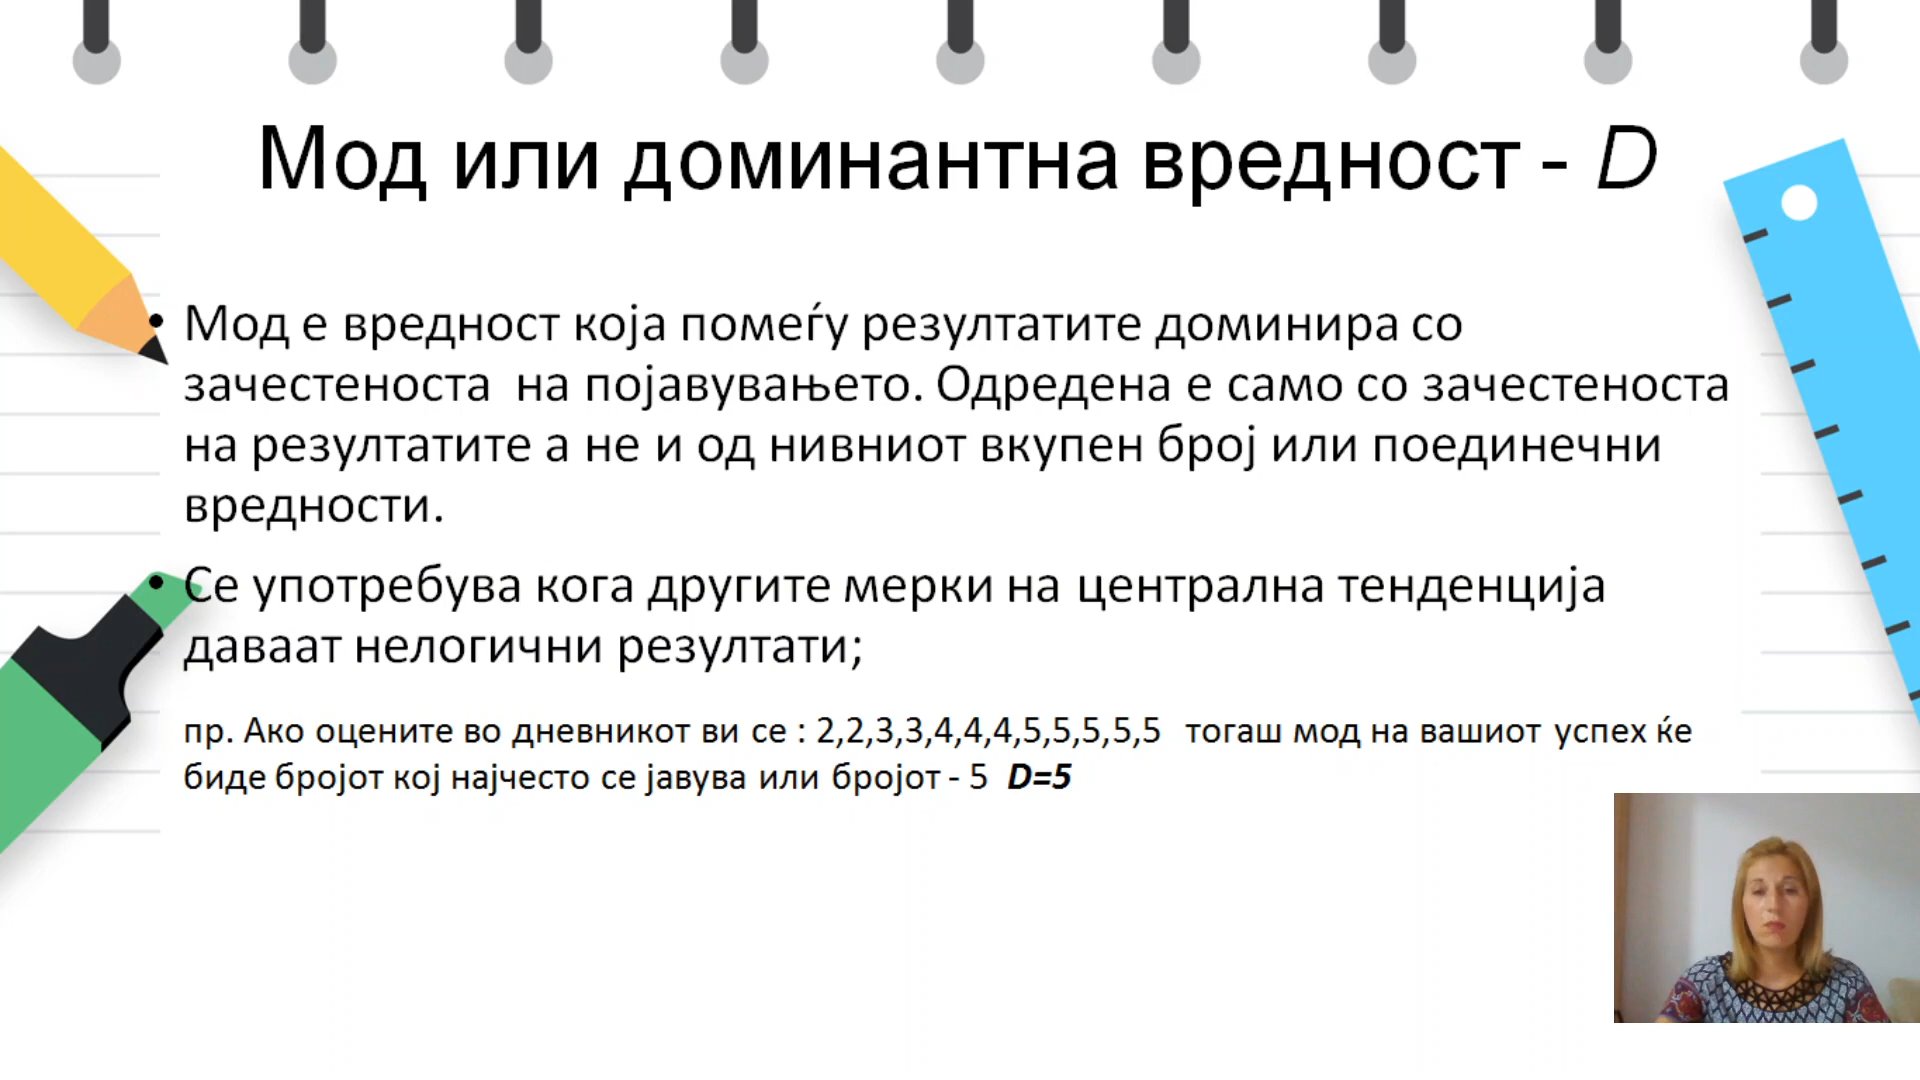 Мод или доминантна вредност - D
• Мод е вредност која помеѓу резултатите доминира со
зачестеноста на појавувањето. Одредена е само со зачестеноста
на резултатите а не и од нивниот вкупен број или поединечни
вредности.
• Се употребува кога другите мерки на централна тенденција
даваат нелогични резултати;
пр. Ако оцените во дневникот ви се : 2,2,3,3,4,4,4,5,5,5,5,5 тогаш мод на вашиот успех ќе
биде бројот кој најчесто се јавува или бројот - 5 D=5